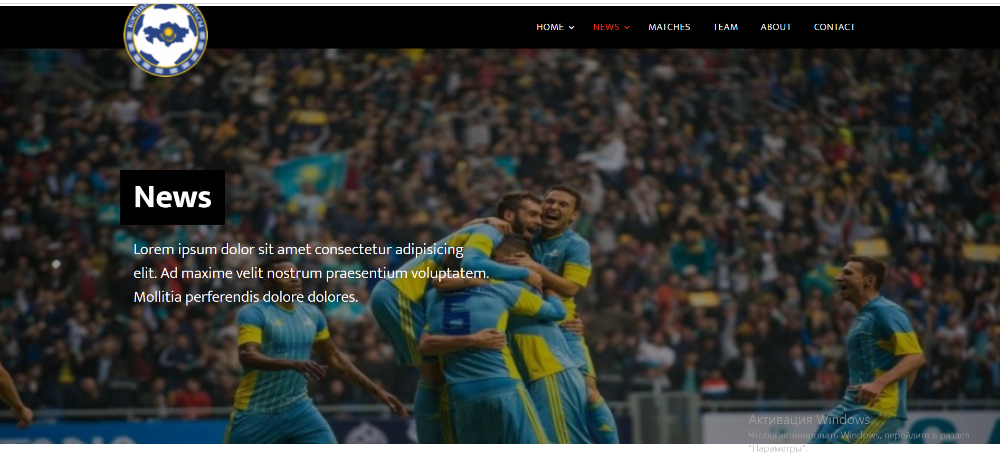 HOME
NEWS
MATCHES
TEAM
ABOUT
CONTACT
News
Lorem ipsum dolor sit amet consectetur adipisicing
elit. Ad maxime velit nostrum praesentium voluptatem.
Mollitia perferendis dolore dolores.
6
Активация Windows
Чтобы активировать Windows, перейдите в раздел
"Параметры".